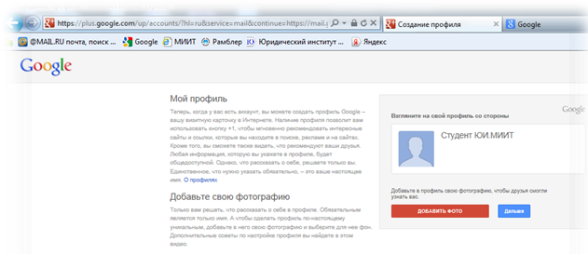 https://plus.google.com/up/accounts/?hl=ru&service=mail&continue=https://mail.g
Создание профиля
Google
@MAIL.RU почта, поиск ...
Google
МИИТ
Рамблер
Юридический институт ...
Яндекс
Google
Мой профиль
Теперь, когда у вас есть аккаунт, вы можете создать профиль Google –
вашу визитную карточку в Интернете. Наличие профиля позволит вам
использовать кнопку +1, чтобы мгновенно рекомендовать интересные
сайты и ссылки, которые вы находите в поиске, рекламе и на сайтах.
Кроме того, вы сможете также видеть, что рекомендуют ваши друзья.
Любая информация, которую вы укажете в профиле, будет
общедоступной. Однако, что рассказать о себе, решаете только вы.
Единственное, что нужно указать обязательно, – это ваше настоящее
имя. О профилях.
Добавьте свою фотографию
Только вам решать, что рассказать о себе в профиле. Обязательным
является только имя. А чтобы сделать профиль по-настоящему
уникальным, добавьте в него свою фотографию и выберите для нее фон.
Дополнительные советы по настройке профиля вы найдете в этом
видео.
Google
Взгляните на свой профиль со стороны
Студент ЮИ.МИИТ
Добавьте в профиль свою фотографию, чтобы друзья смогли
узнать вас.
ДОБАВИТЬ ФОТО
Дальше